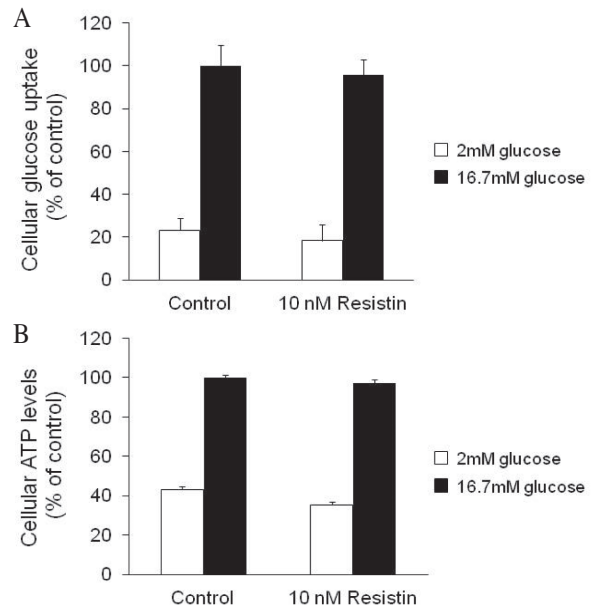 A
Cellular glucose uptake
(% of control)
120
100
80
60
40
20
0
Control
10 nM Resistin
2mM glucose
16.7mM glucose
B
Cellular ATP levels
(% of control)
120
100
80
60
40
20
0
Control
10 nM Resistin
2mM glucose
16.7mM glucose